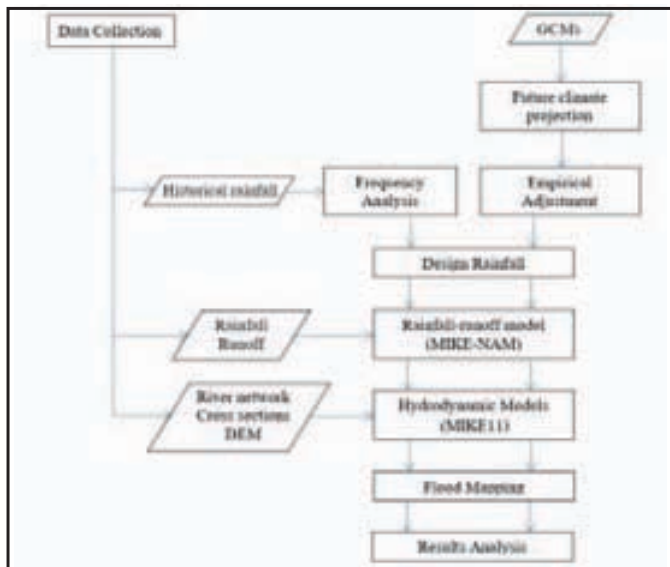 Data Collection
GCMs
Future climate
projection
Historical rainfall
Frequency
Analysis
Empirical
Adjustment
Design Rainfall
Rainfall
Runoff
Rainfall-runoff model
(MIKE-NAM)
River network
Cross sections
DEM
Hydrodynamic Models
(MIKE11)
Flood Mapping
Results Analysis